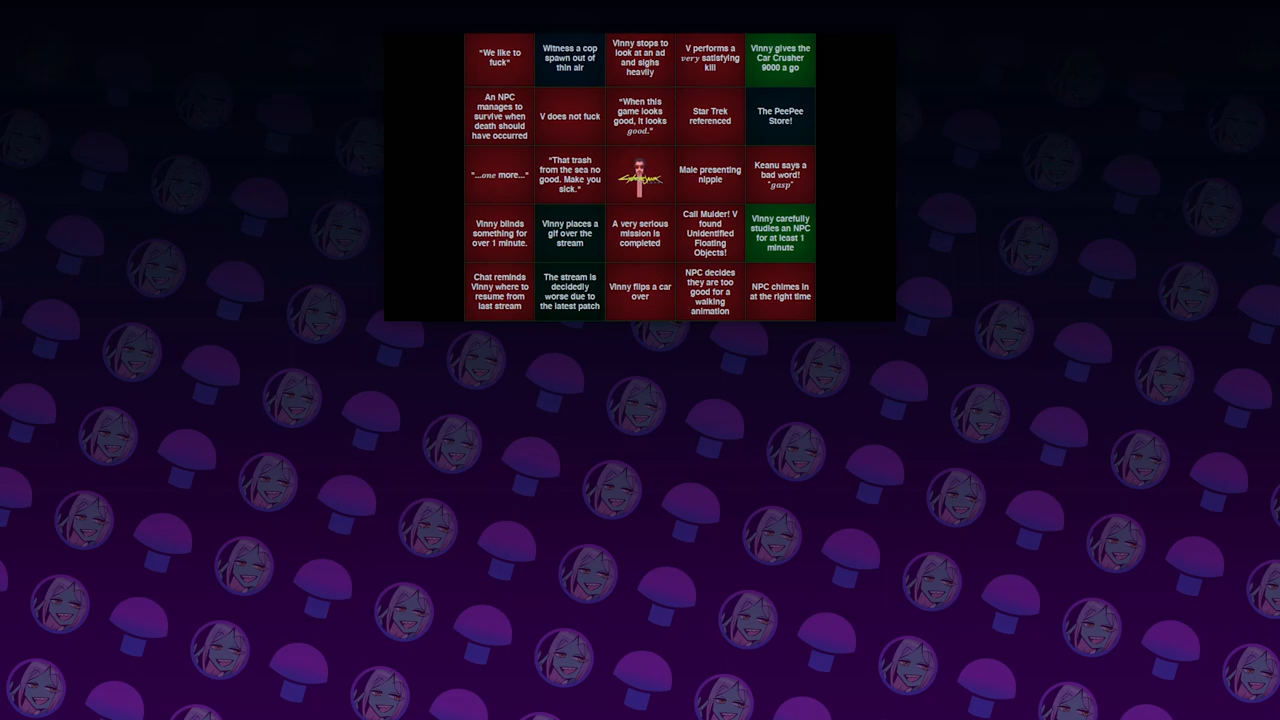 "We like to
fuck"
Witness a cop
spawn out of
thin air
Vinny stops to
look at an ad
and sighs
heavily
V performs a
very satisfying
kill
Vinny gives the
Car Crusher
9000 a go
An NPC
manages to
survive when
death should
have occurred
V does not fuck
"When this
game looks
good, it looks
good."
Star Trek
referenced
The PeePee
Store!
"...one more..."
"That trash
from the sea no
good. Make you
sick."
Male presenting
nipple
Keanu says a
bad word!
*gasp*
Vinny blinds
something for
over 1 minute.
Vinny places a
gif over the
stream
A very serious
mission is
completed
Call Mulder! V
found
Unidentified
Floating
Objects!
Vinny carefully
studies an NPC
for at least 1
minute
Chat reminds
Vinny where to
resume from
last stream
The stream is
decidedly
worse due to
the latest patch
Vinny flips a car
over
NPC decides
they are too
good for a
walking
animation
NPC chimes in
at the right time